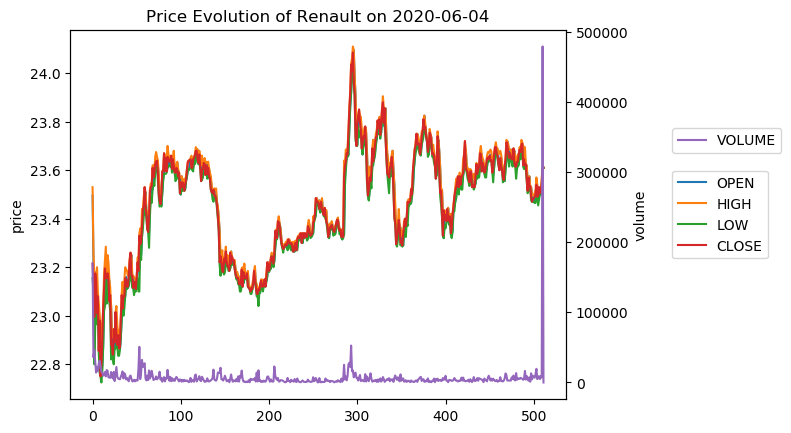 Price Evolution of Renault on 2020-06-04
price
24.0
23.8
23.6
23.4
23.2
23.0
22.8
0
100
200
300
400
500
500000
400000
300000
200000
100000
0
volume
VOLUME
OPEN
HIGH
LOW
CLOSE